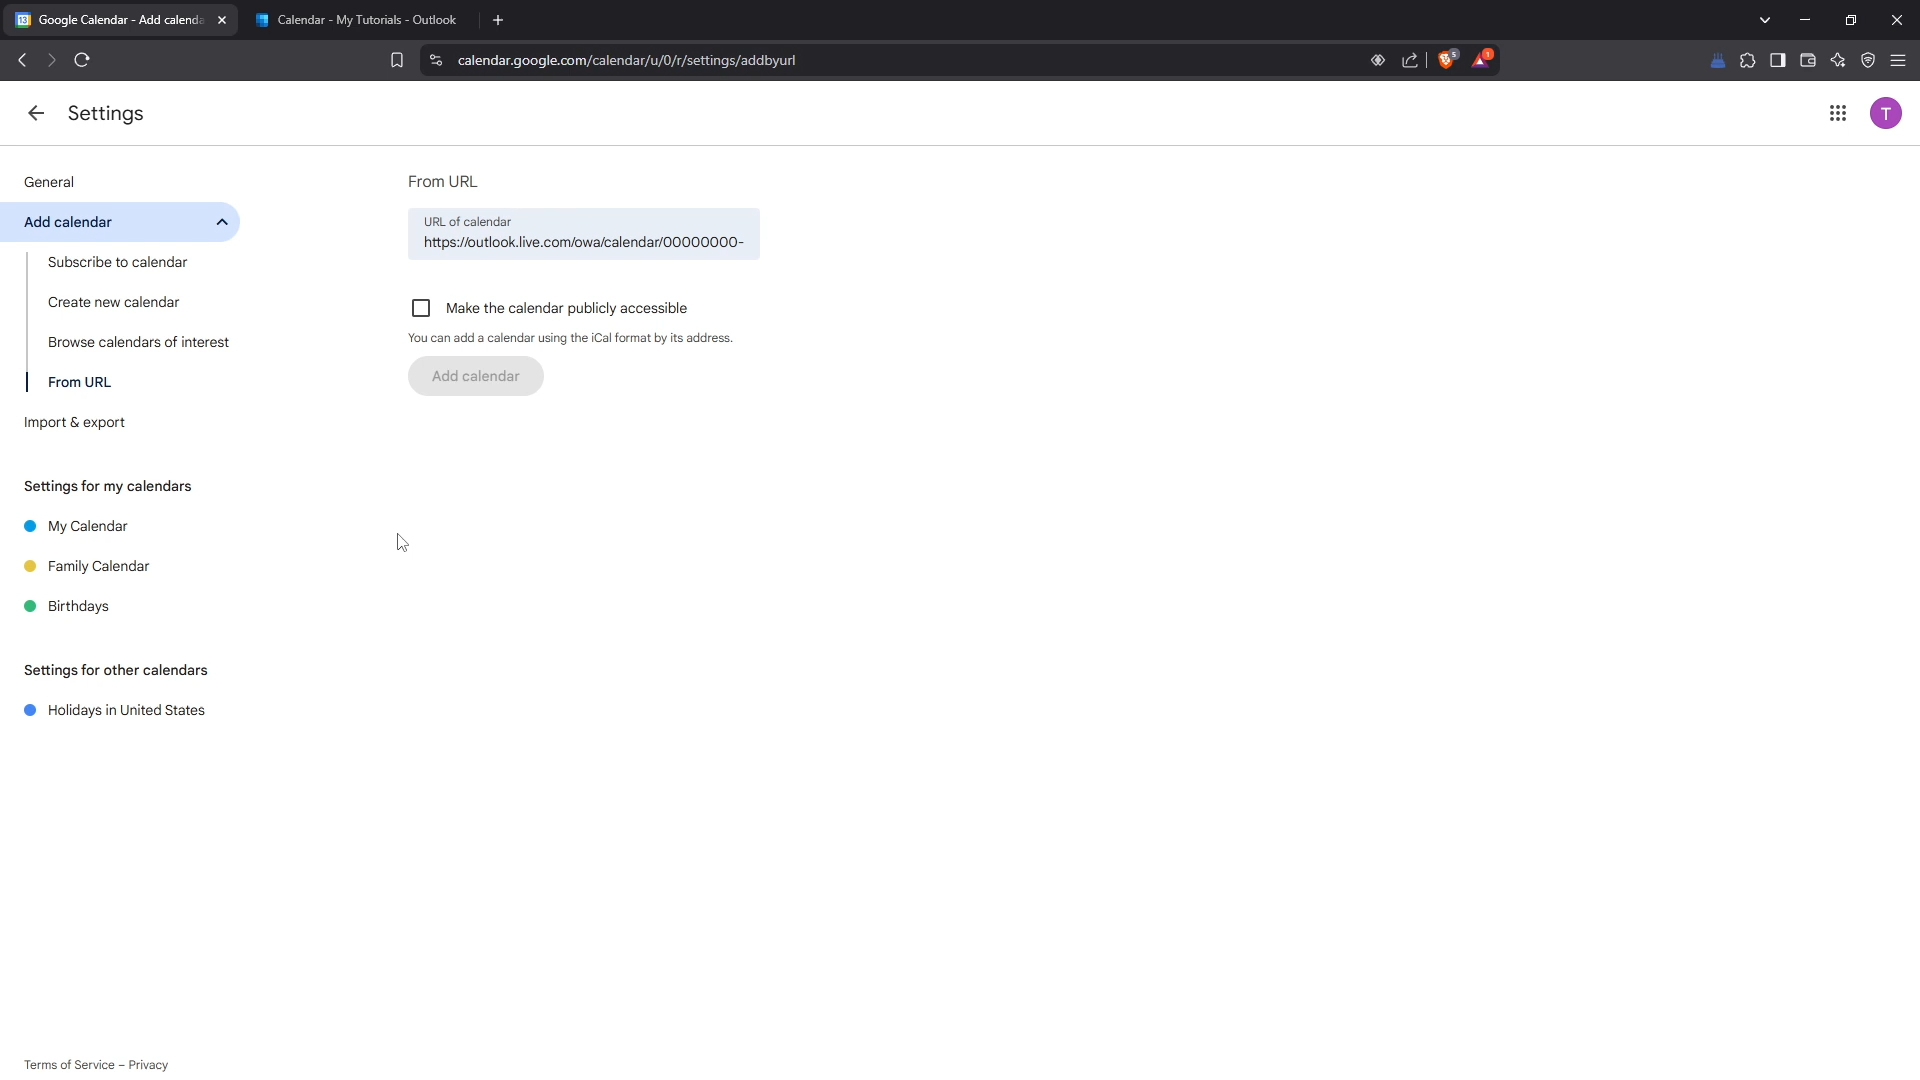 Google Calendar - Add calenda
Calendar - My Tutorials - Outlook
calendar.google.com/calendar/u/0/r/settings/addbyurl
5
1
13
Settings
T
General
Add calendar
Subscribe to calendar
Create new calendar
Browse calendars of interest
From URL
Import & export
Settings for my calendars
My Calendar
Family Calendar
Birthdays
Settings for other calendars
Holidays in United States
From URL
URL of calendar
https://outlook.live.com/owa/calendar/00000000-
Make the calendar publicly accessible
You can add a calendar using the iCal format by its address.
Add calendar
Terms of Service – Privacy